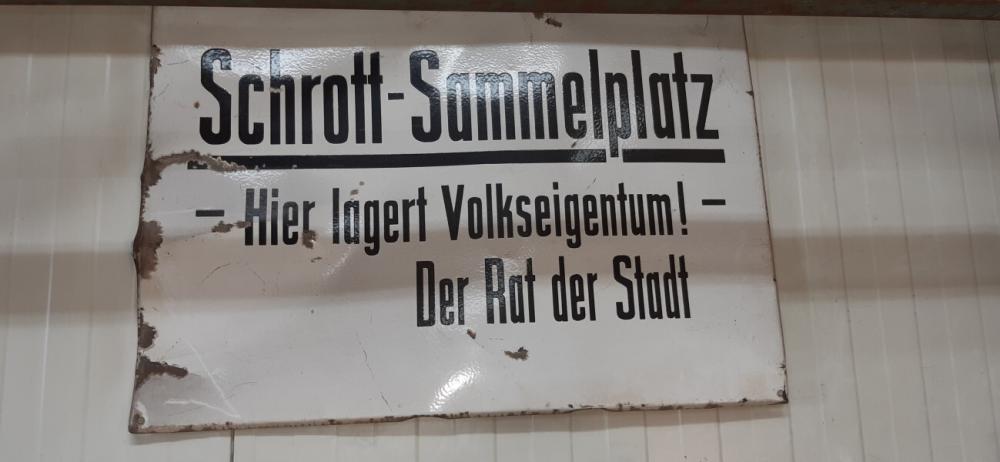 Schrott-Sammelplatz
- Hier lagert Volkseigentum! -
Der Rat der Stadt